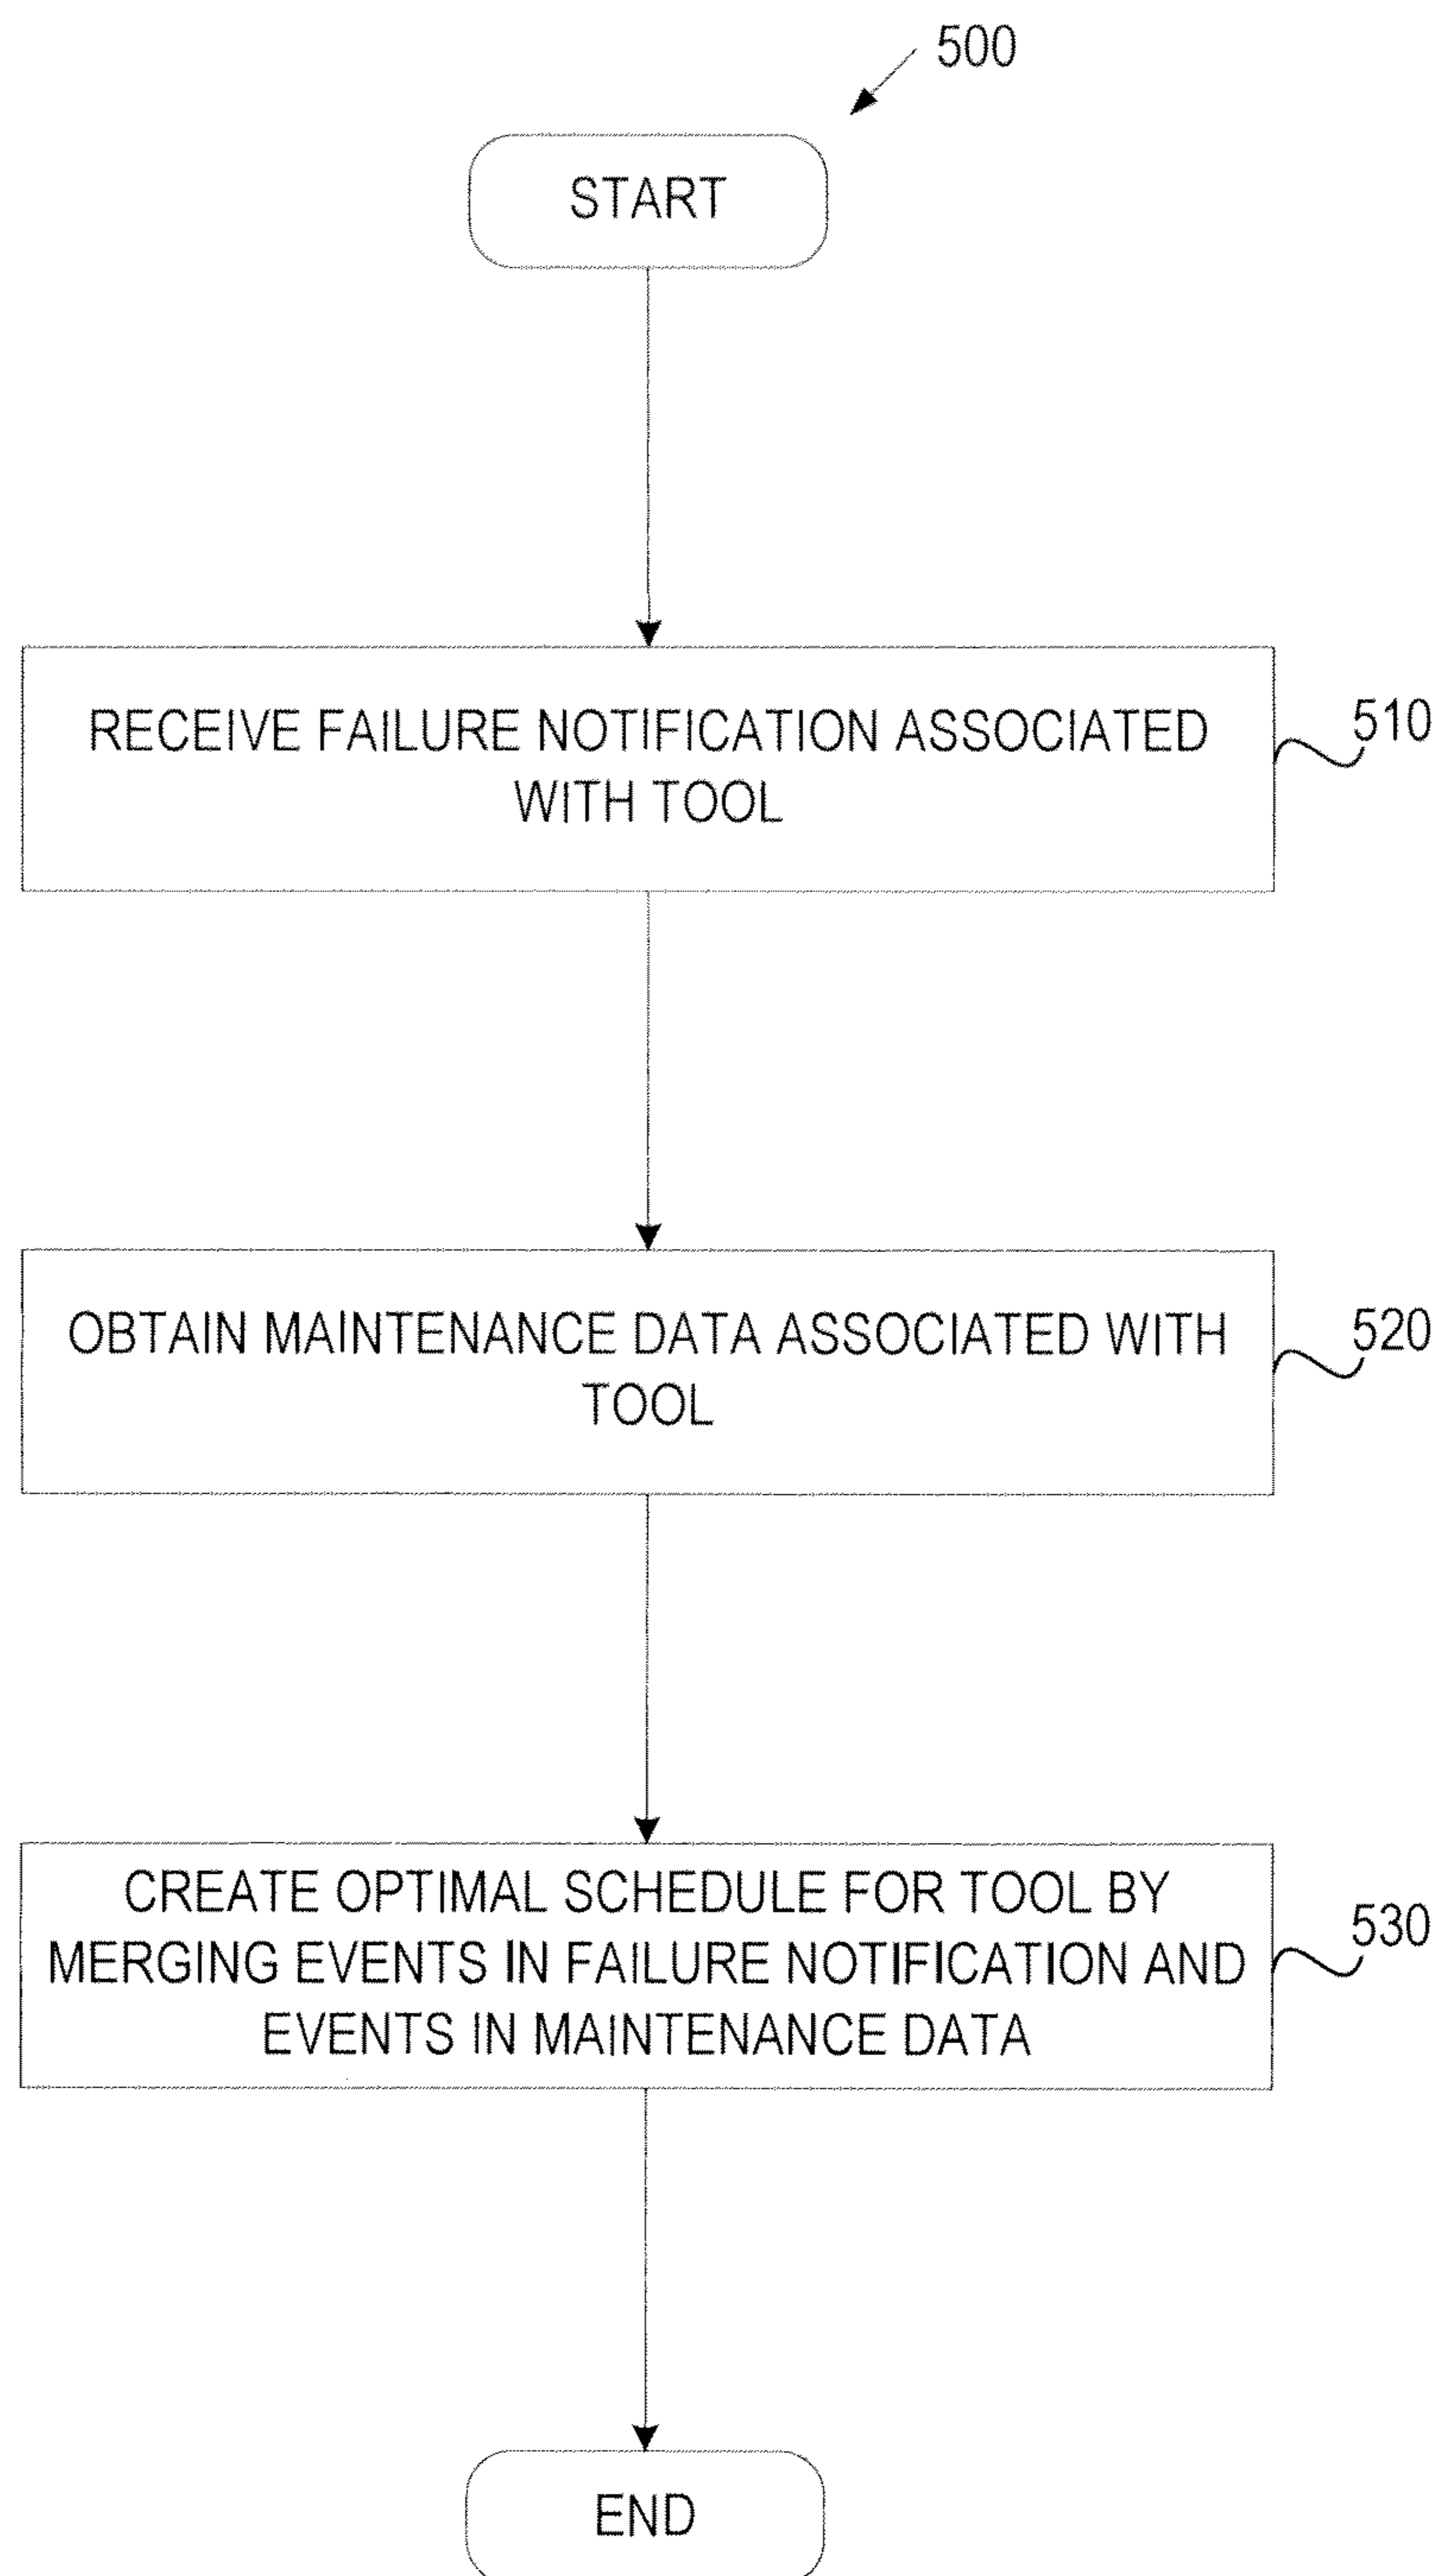 500
START
RECEIVE FAILURE NOTIFICATION ASSOCIATED
WITH TOOL
510
OBTAIN MAINTENANCE DATA ASSOCIATED WITH
TOOL
520
CREATE OPTIMAL SCHEDULE FOR TOOL BY
MERGING EVENTS IN FAILURE NOTIFICATION AND
EVENTS IN MAINTENANCE DATA
530
END